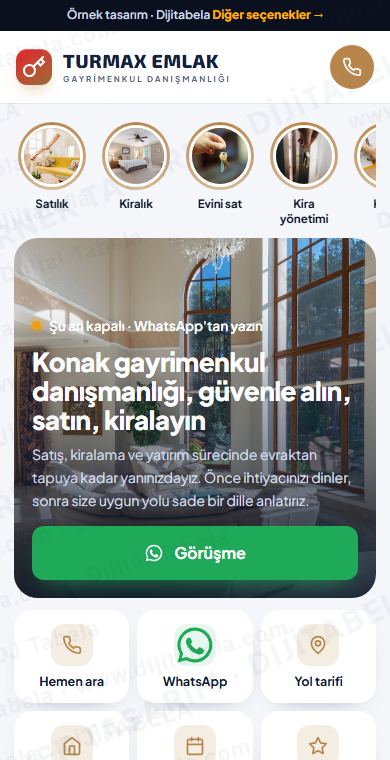 Örnek tasarım · Dijitabela Diğer seçenekler →
TURMAX EMLAK
GAYRİMENKUL DANIŞMANLIĞI
Satılık
Kiralık
Evini sat
Kira
yönetimi
Şu an kapalı · WhatsApp'tan yazın
Konak gayrimenkul
danışmanlığı, güvenle alın,
satın, kiralayın
Satış, kiralama ve yatırım sürecinde evraktan
tapuya kadar yanınızdayız. Önce ihtiyacınızı dinler,
sonra size uygun yolu sade bir dille anlatırız.
Görüşme
Hemen ara
WhatsApp
Yol tarifi